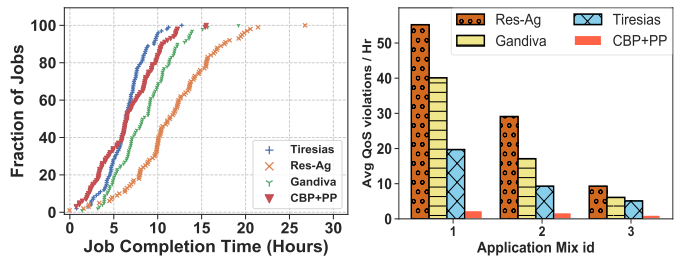 Fraction of Jobs
100
80
60
40
20
0
0 5 10 15 20 25 30
Job Completion Time (Hours)
Tiresias
Res-Ag
Gandiva
CBP+PP
Avg QoS violations / Hr
50
40
30
20
10
0
1 2 3
Application Mix id
Res-Ag
Gandiva
Tiresias
CBP+PP